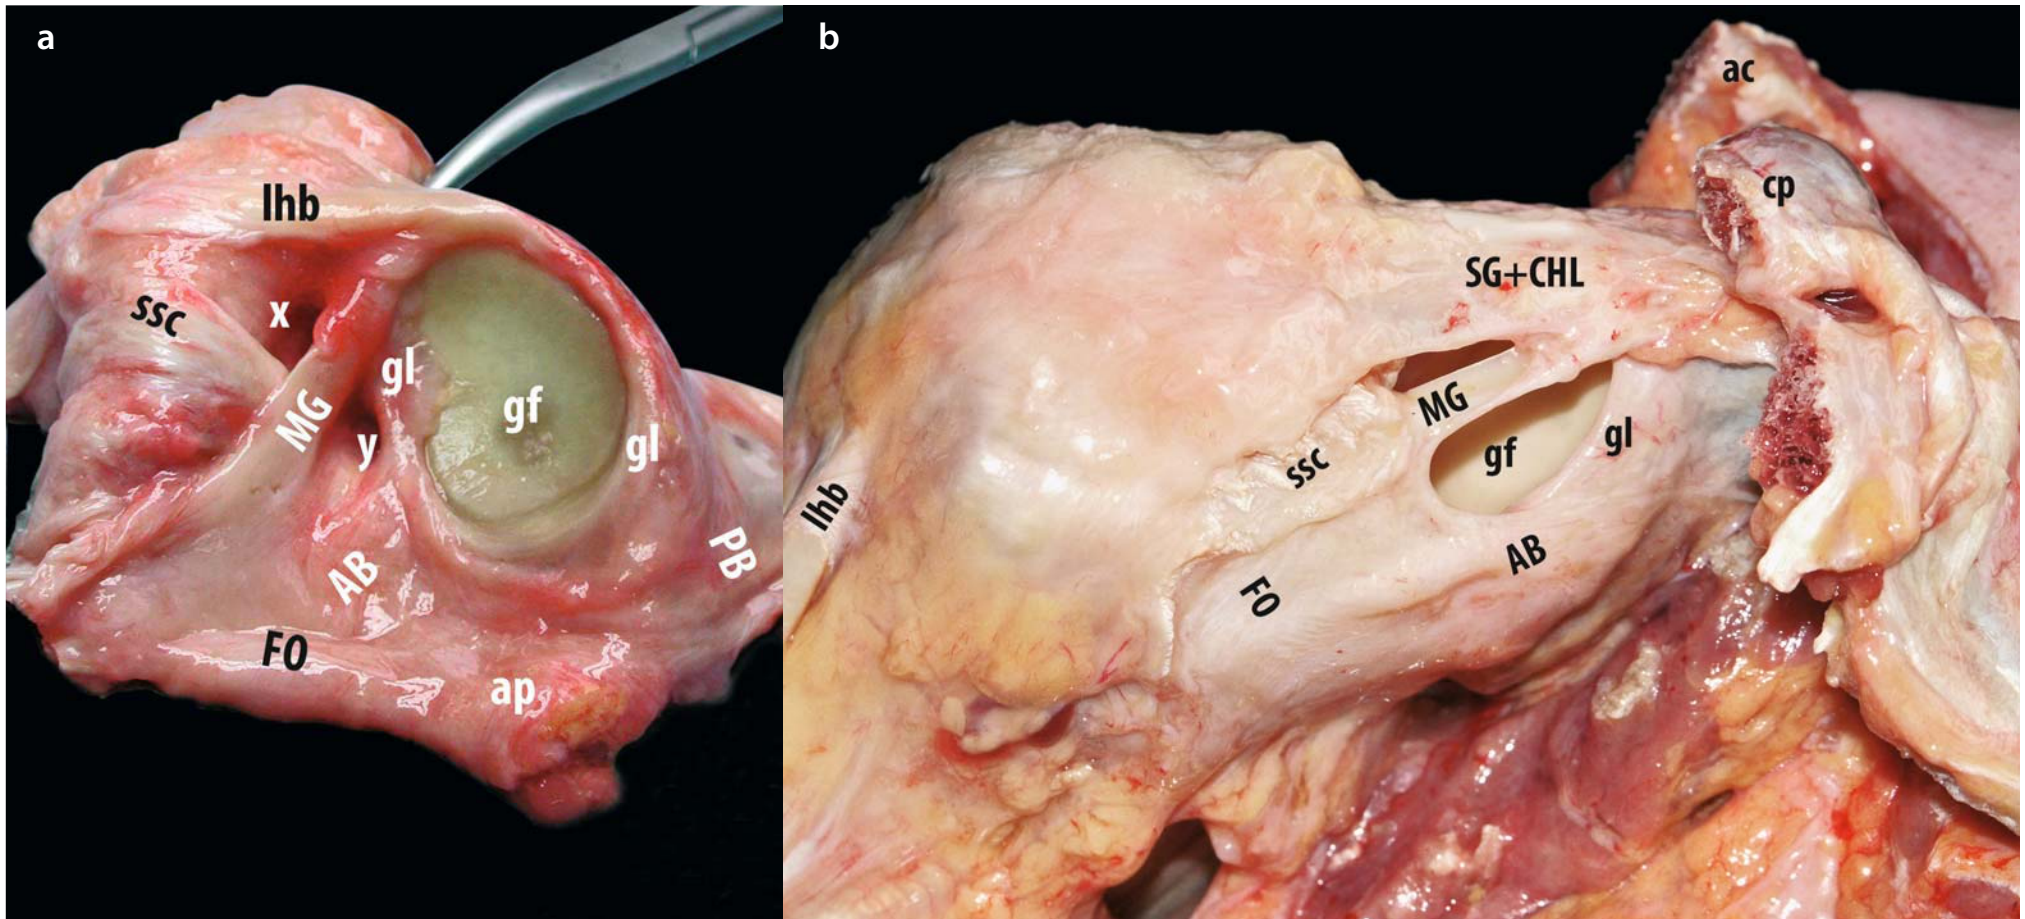 a
lhb
ssc
x
gl
MG
gf
y
gl
AB
PB
FO
ap
b
ac
cp
SG+CHL
MG
gl
gf
ssc
lhb
AB
FO